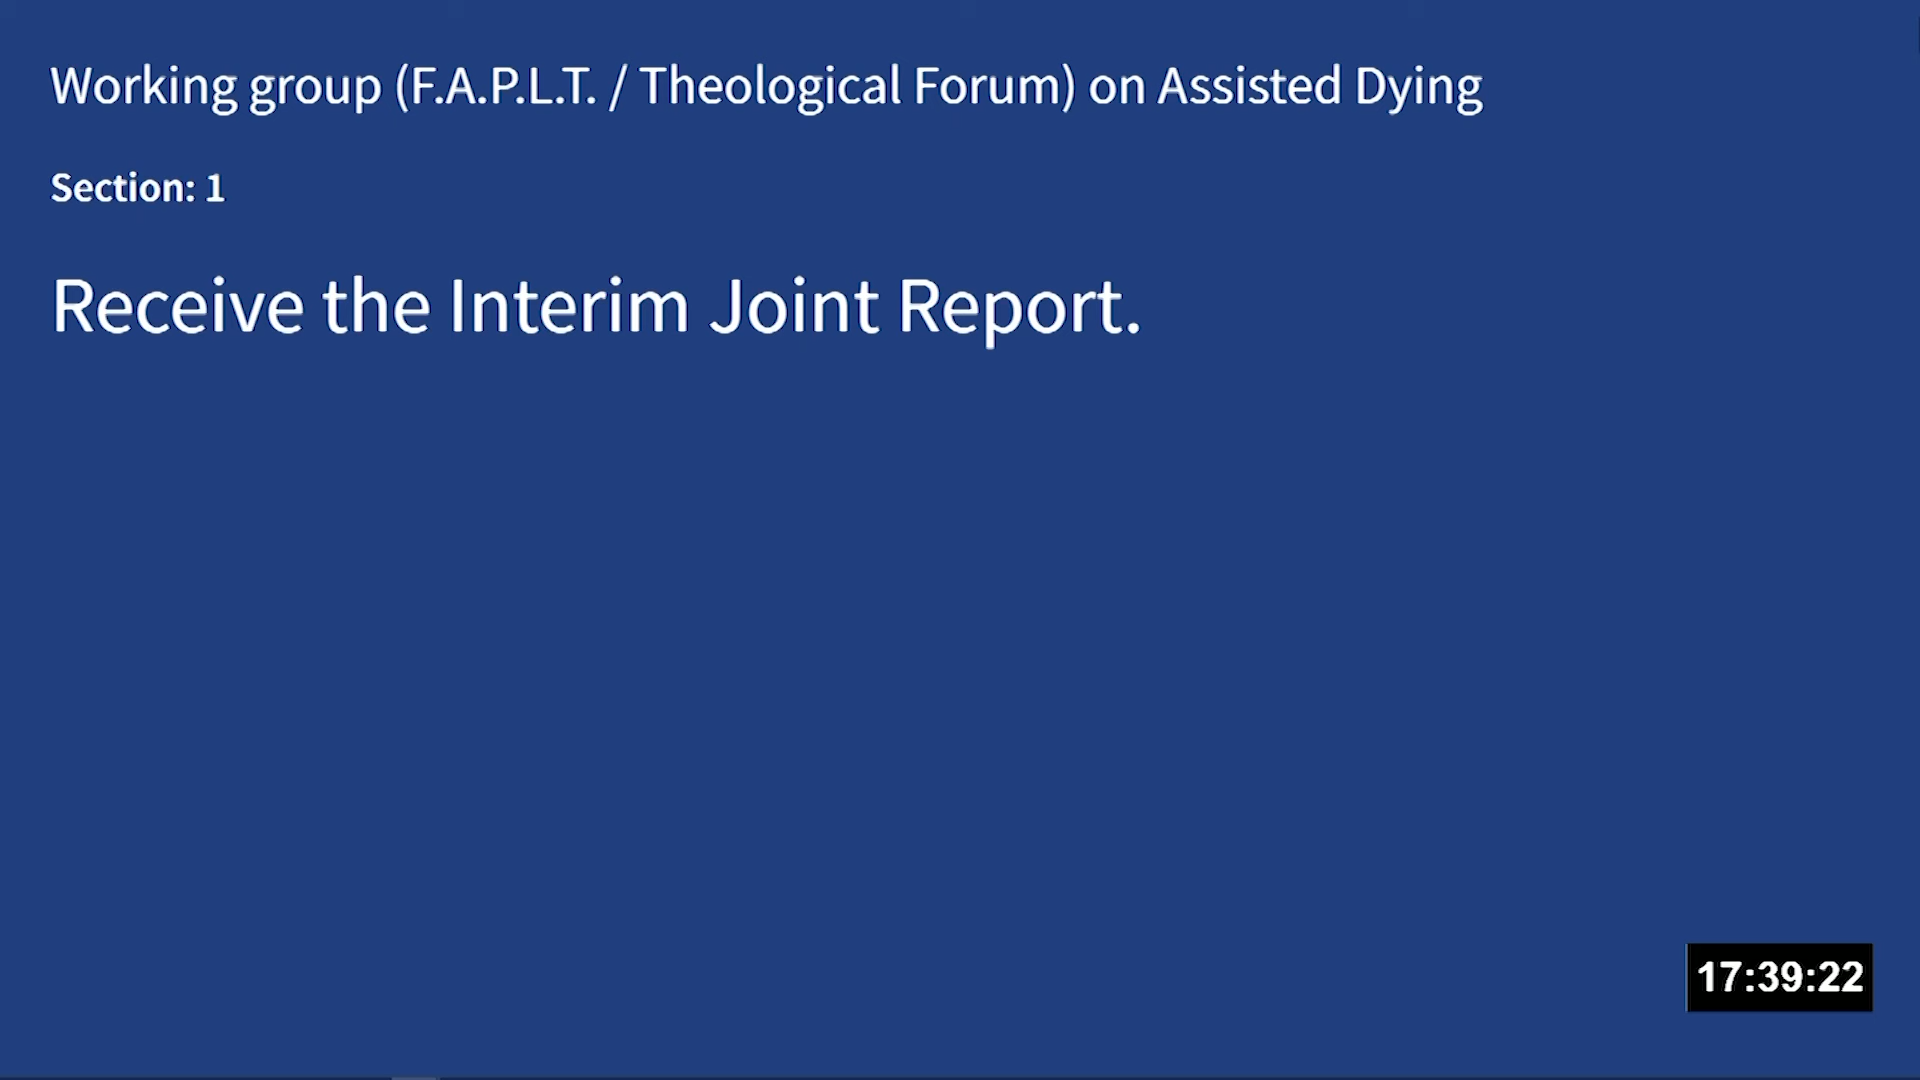 Working group (F.A.P.L.T. / Theological Forum) on Assisted Dying
Section: 1
Receive the Interim Joint Report.
17:39:22